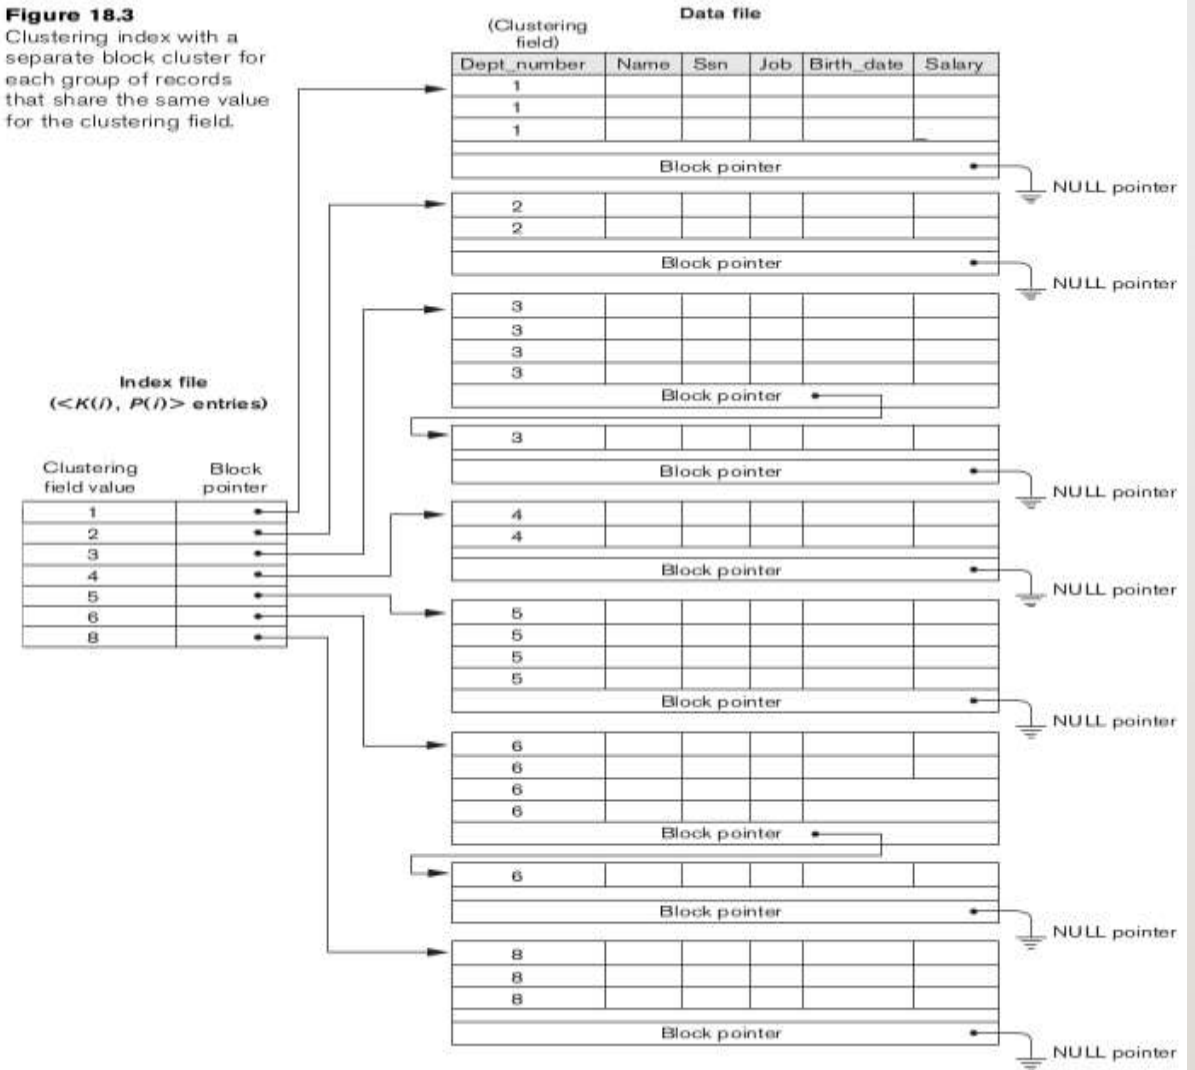 Figure 18.3
Clustering index with a
separate block cluster for
each group of records
that share the same value
for the clustering field.
Data file
(Clustering
field)
Dept_number Name Ssn Job Birth_date Salary
1
1
1
Block pointer
NULL pointer
2
2
Block pointer
NULL pointer
3
3
3
3
Block pointer
3
Block pointer
NULL pointer
4
4
Block pointer
NULL pointer
5
5
5
5
Block pointer
NULL pointer
6
6
6
6
Block pointer
6
Block pointer
NULL pointer
8
8
8
Block pointer
NULL pointer
Index file
(<K(i), P(i)> entries)
Clustering Block
field value pointer
1
2
3
4
5
6
8